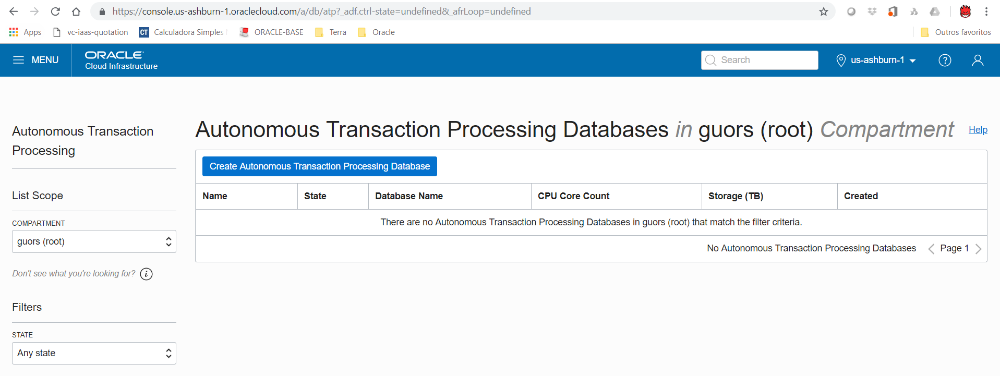 https://console.us-ashburn-1.oraclecloud.com/a/db/atp?_adf.ctrl-state=undefined&_afrLoop=undefined
Apps vc-iaas-quotation CT Calculadora Simples ORACLE-BASE Terra Oracle Outros favoritos
MENU ORACLE Cloud Infrastructure Search us-ashburn-1 ?
Autonomous Transaction Processing
List Scope
COMPARTMENT
guors (root)
Don't see what you're looking for? i
Filters
STATE
Any state
Autonomous Transaction Processing Databases in guors (root) Compartment Help
Create Autonomous Transaction Processing Database
Name State Database Name CPU Core Count Storage (TB) Created
There are no Autonomous Transaction Processing Databases in guors (root) that match the filter criteria.
No Autonomous Transaction Processing Databases < Page 1 >